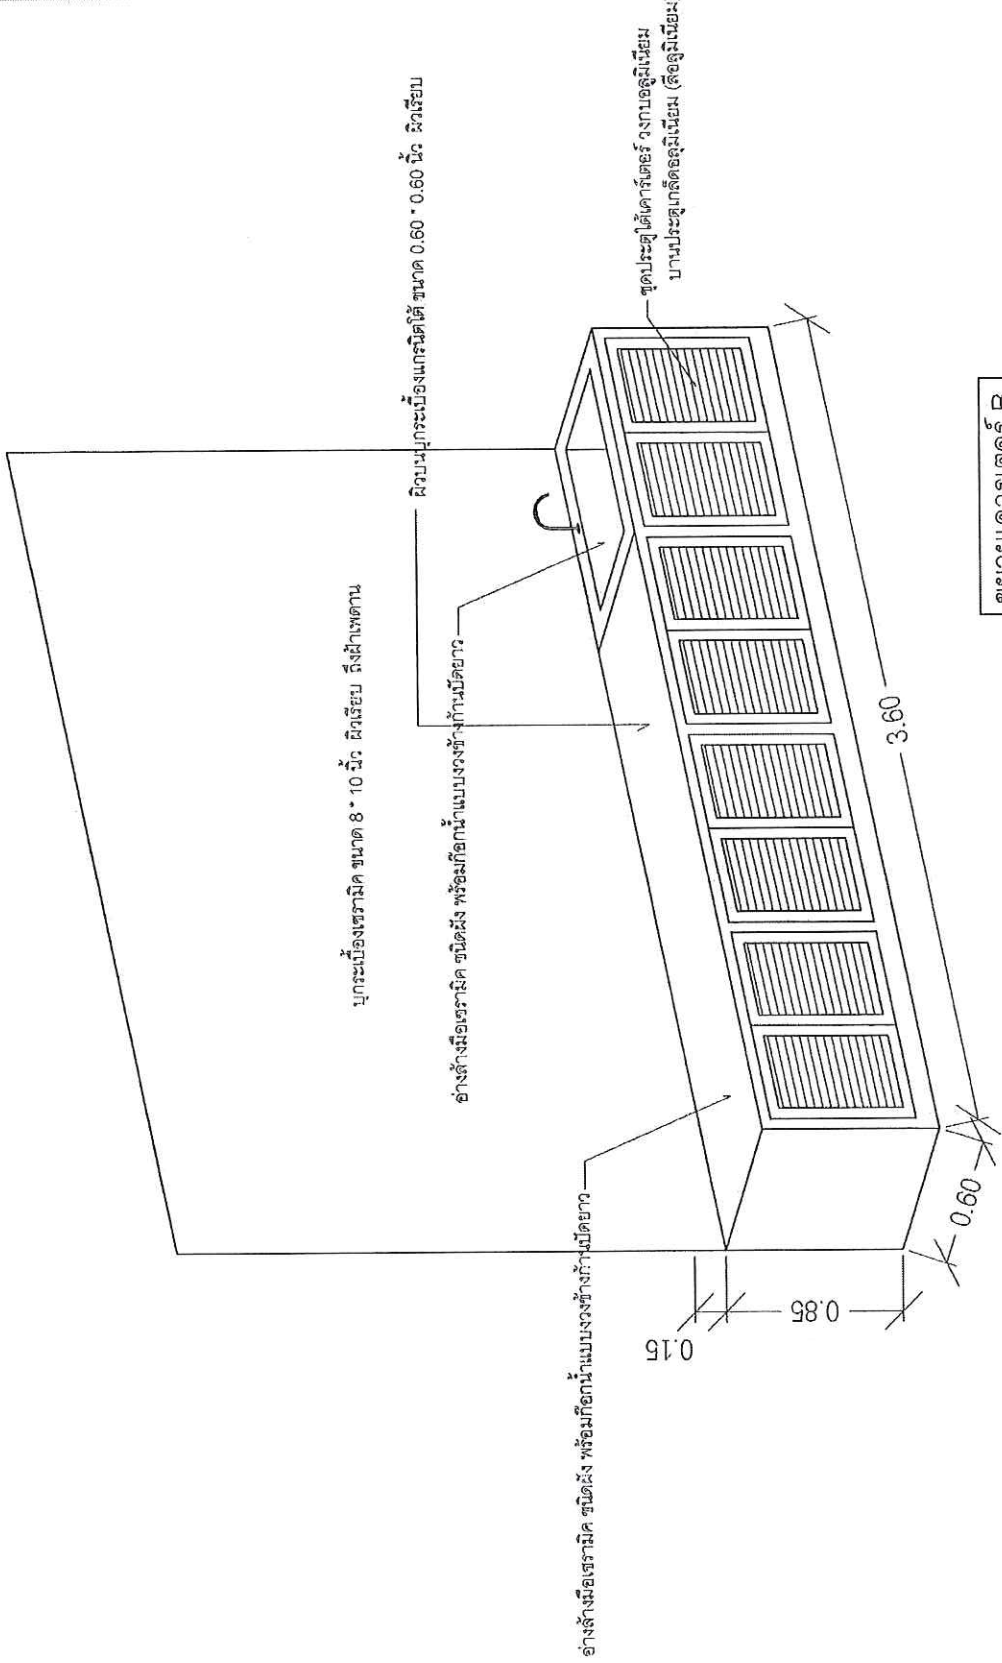 บุกระเบื้องเซรามิค ขนาด 8 * 10 นิ้ว ผิวเรียบ ถึงฝ้าเพดาน
ผิวบนบุกระเบื้องแกรนิตโต้ ขนาด 0.60 * 0.60 นิ้ว ผิวเรียบ
อ่างล้างมือเซรามิค ชนิดฝัง พร้อมก๊อกน้ำแบบงวงช้างก้านปัดยาว
อ่างล้างมือเซรามิค ชนิดฝัง พร้อมก๊อกน้ำแบบงวงช้างก้านปัดยาว
ชุดประตูใต้เคาร์เตอร์ วงกบอลูมิเนียม
บานประตูเกล็ดอลูมิเนียม (สีอลูมิเนียม
0.15
0.85
0.60
3.60